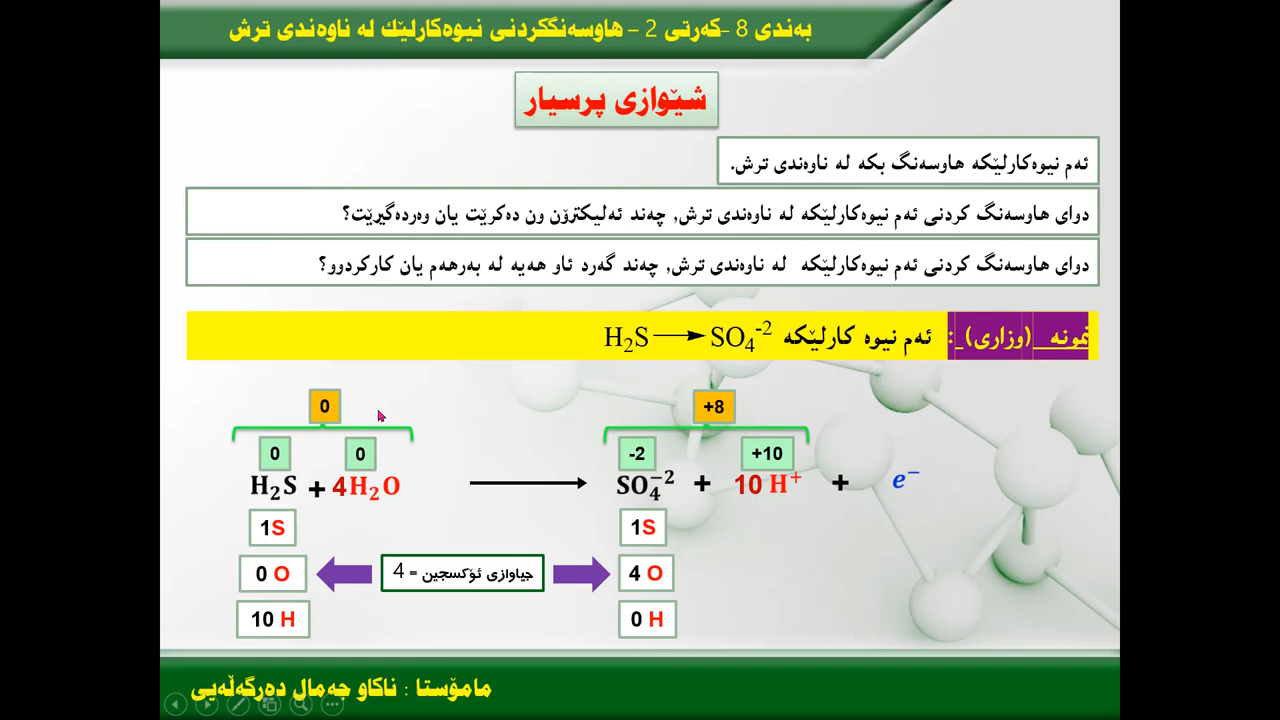 بەندی 8 -کەرتی 2 - هاوسەنگکردنی نیوەکارلێك لە ناوەندی ترش
شێوازی پرسیار
ئەم نیوەکارلێکە هاوسەنگ بکە لە ناوەندی ترش.
دوای هاوسەنگ کردنی ئەم نیوەکارلێکە لە ناوەندی ترش, چەند ئەلیکترۆن ون دەکرێت یان وەردەگیرێت؟
دوای هاوسەنگ کردنی ئەم نیوەکارلێکە لە ناوەندی ترش, چەند گەرد ئاو هەیە لە بەرهەم یان کارکردوو؟
نمونە (وزاری) : ئەم نیوە کارلێکە H₂S ⟶ SO₄⁻²
0 +8
0 0 -2 +10
H₂S + 4H₂O ⟶ SO₄⁻² + 10 H⁺ + e⁻
1S 1S
0 O جیاوازی ئۆکسجین = 4 4 O
10 H 0 H
مامۆستا : ناکاو جەمال دەرگەڵەیی